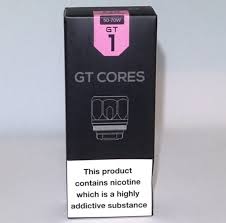 50-70W
GT
1
GT CORES
This product
contains nicotine
which is a highly
addictive substance